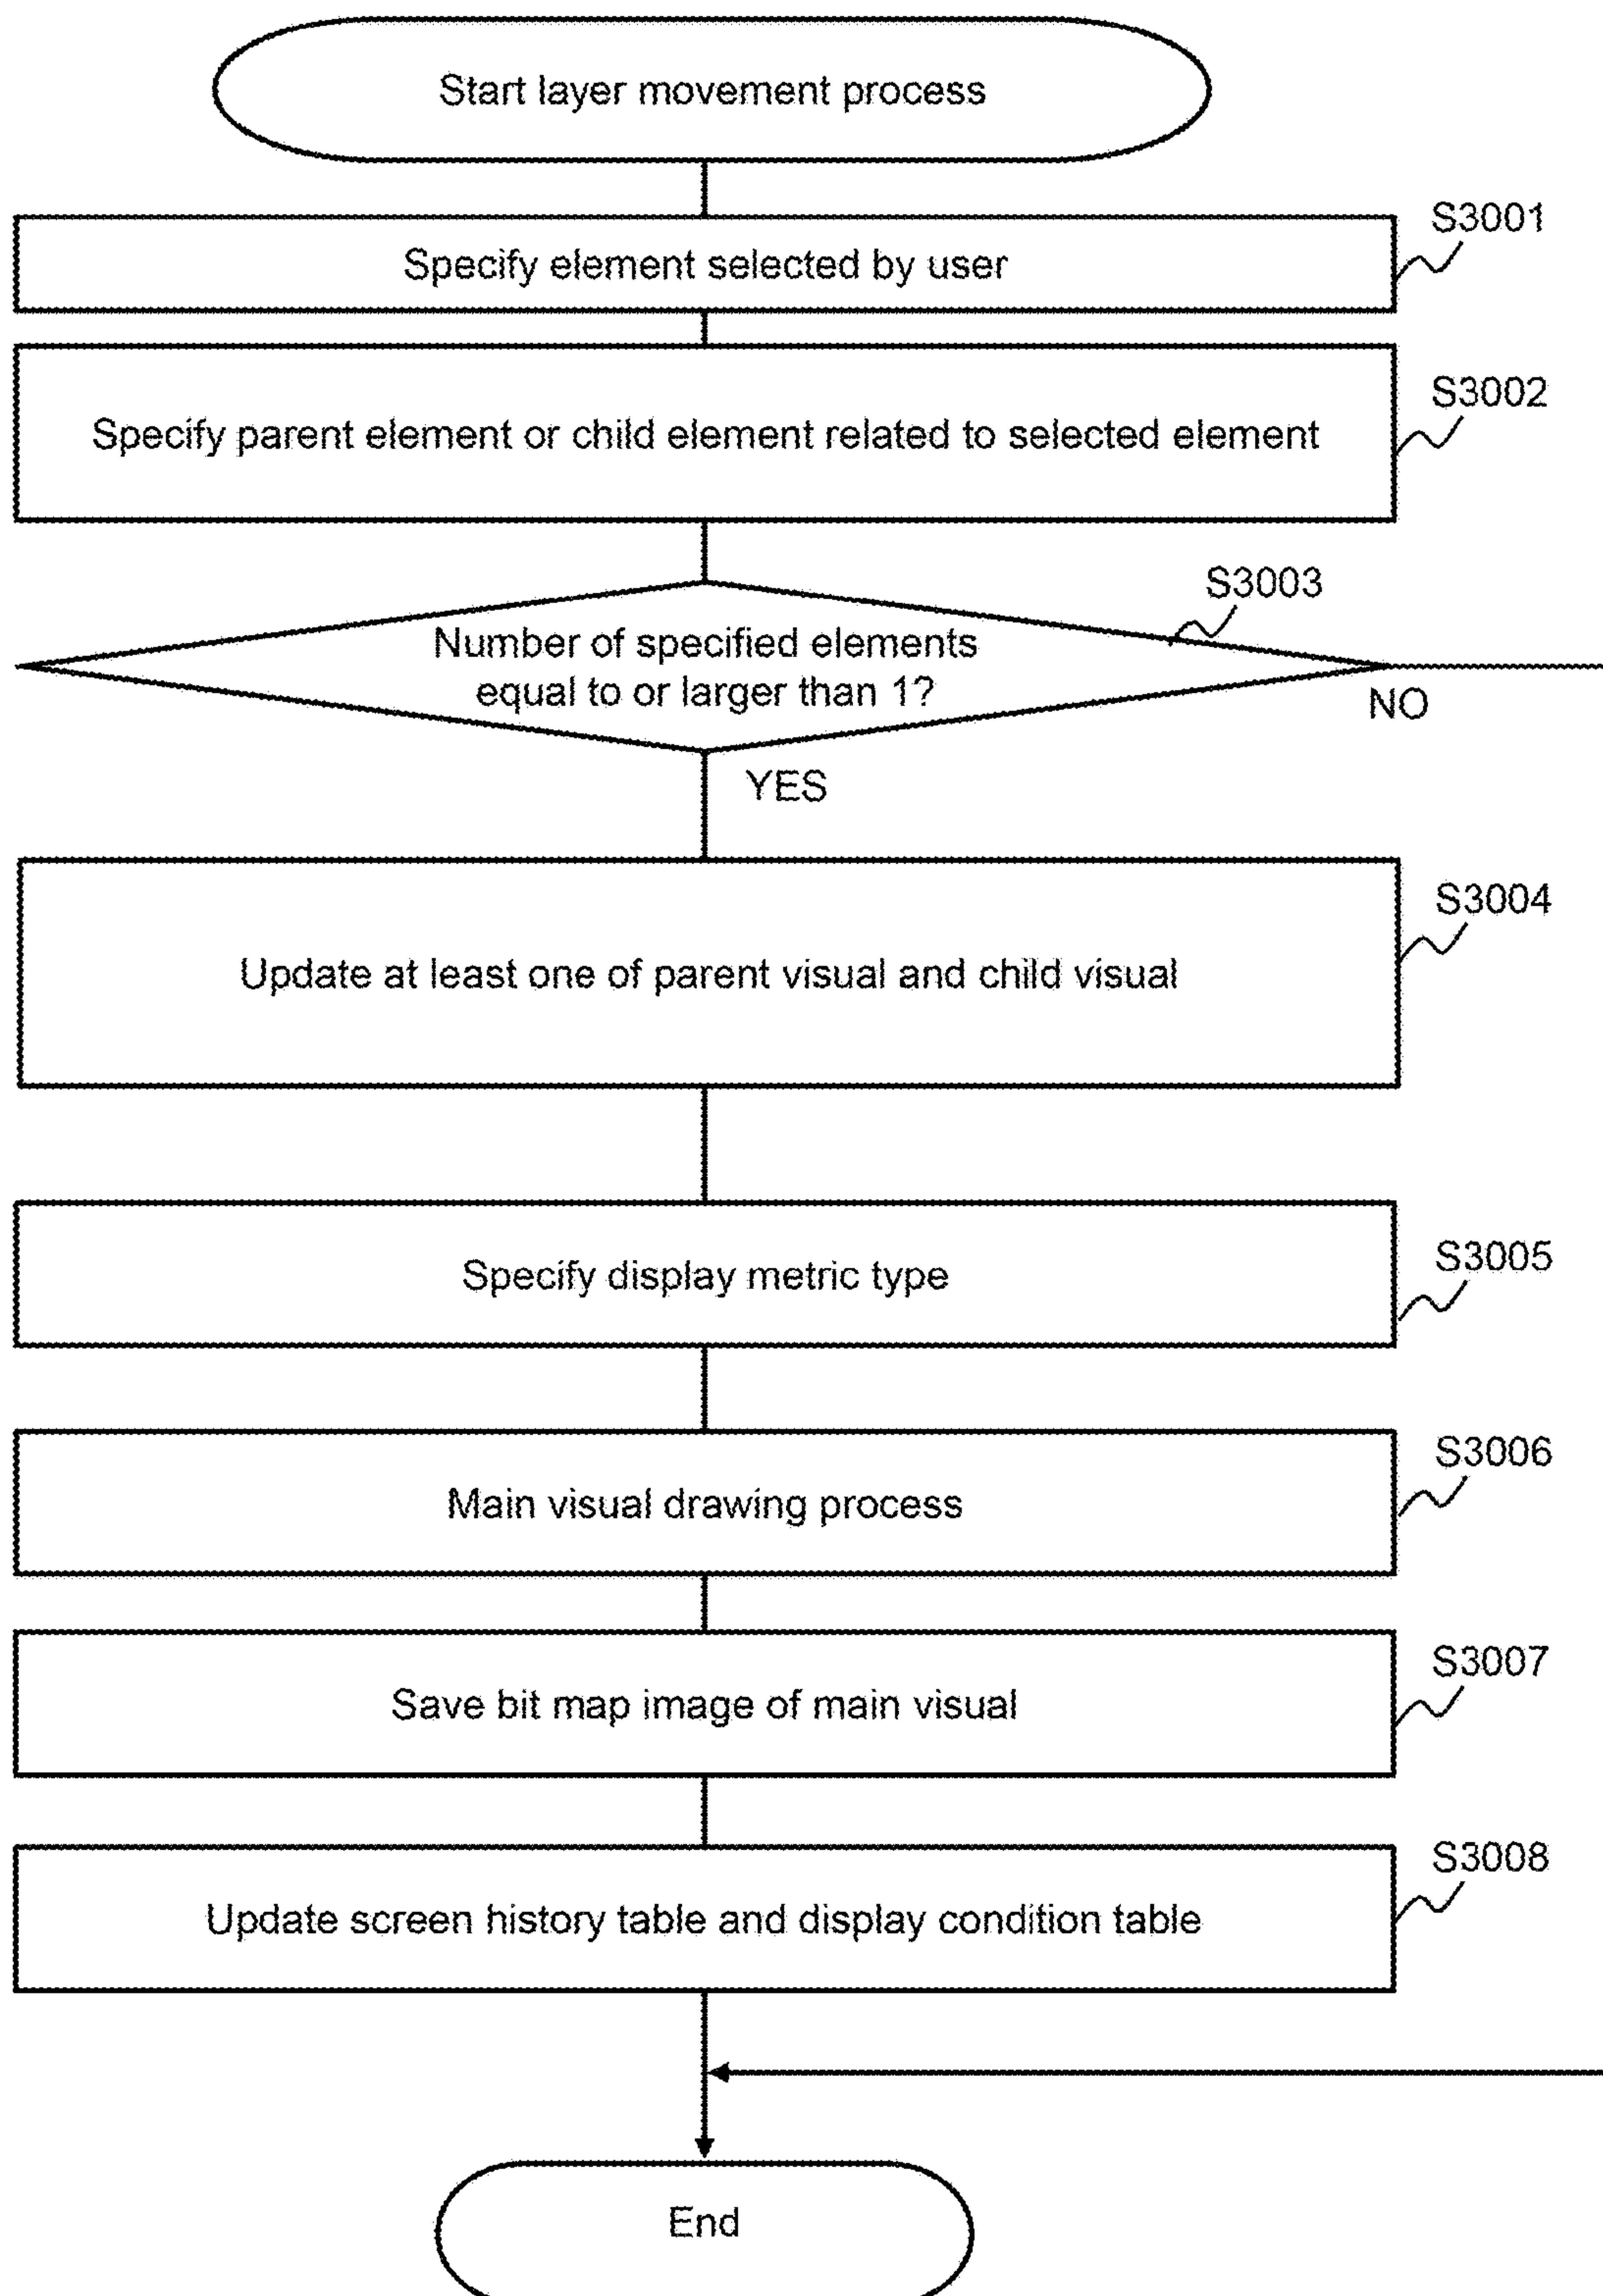 Start layer movement process
S3001
Specify element selected by user
S3002
Specify parent element or child element related to selected element
S3003
Number of specified elements
equal to or larger than 1?
NO
YES
S3004
Update at least one of parent visual and child visual
S3005
Specify display metric type
S3006
Main visual drawing process
S3007
Save bit map image of main visual
S3008
Update screen history table and display condition table
End